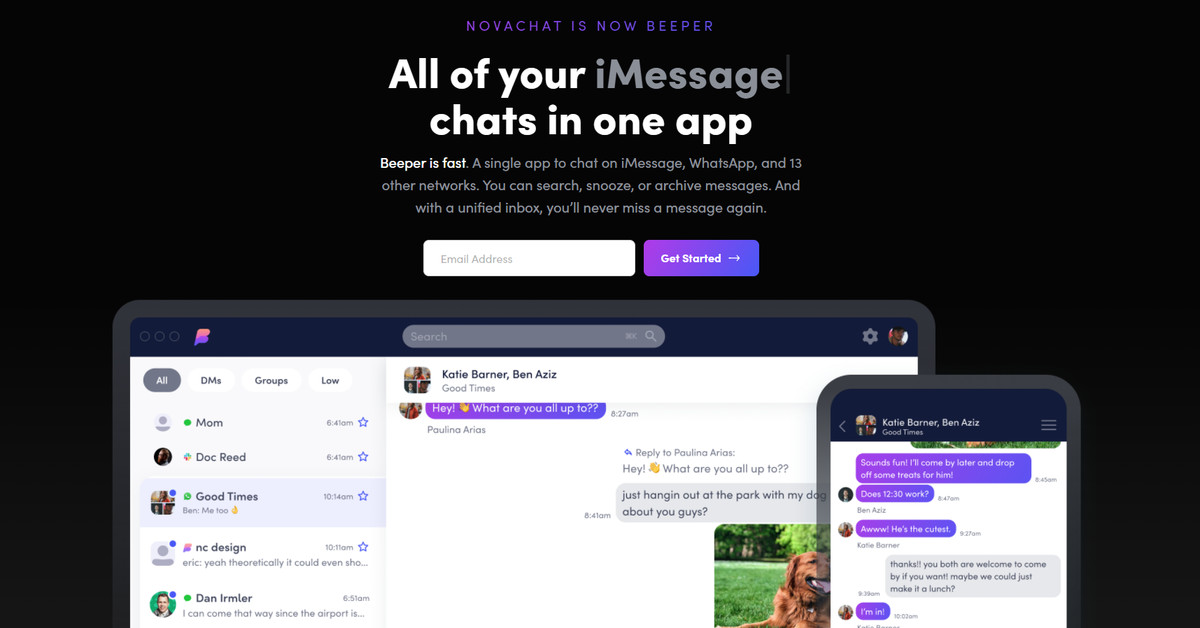 NOVACHAT IS NOW BEEPER
All of your iMessage
chats in one app
Beeper is fast. A single app to chat on iMessage, WhatsApp, and 13
other networks. You can search, snooze, or archive messages. And
with a unified inbox, you’ll never miss a message again.
Email Address
Get Started →
Search
All
DMs
Groups
Low
Mom
6:41am
Doc Reed
6:41am
Good Times
10:14am
Ben: Me too 👌
nc design
10:11am
eric: yeah theoretically it could even sho...
Dan Irmler
6:51am
I can come that way since the airport is...
Katie Barner, Ben Aziz
Good Times
Hey! 👋 What are you all up to??
8:27am
Paulina Arias
Reply to Paulina Arias:
Hey! 👋 What are you all up to??
just hangin out at the park with my dog
about you guys?
8:41am
Katie Barner, Ben Aziz
Good Times
Sounds fun! I'll come by later and drop
off some treats for him!
8:45am
Does 12:30 work?
8:47am
Ben Aziz
Awww! He's the cutest.
9:27am
Katie Barner
thanks!! you both are welcome to come
by if you want! maybe we could just
make it a lunch?
9:39am
I'm in!
10:02am
Katie Barner